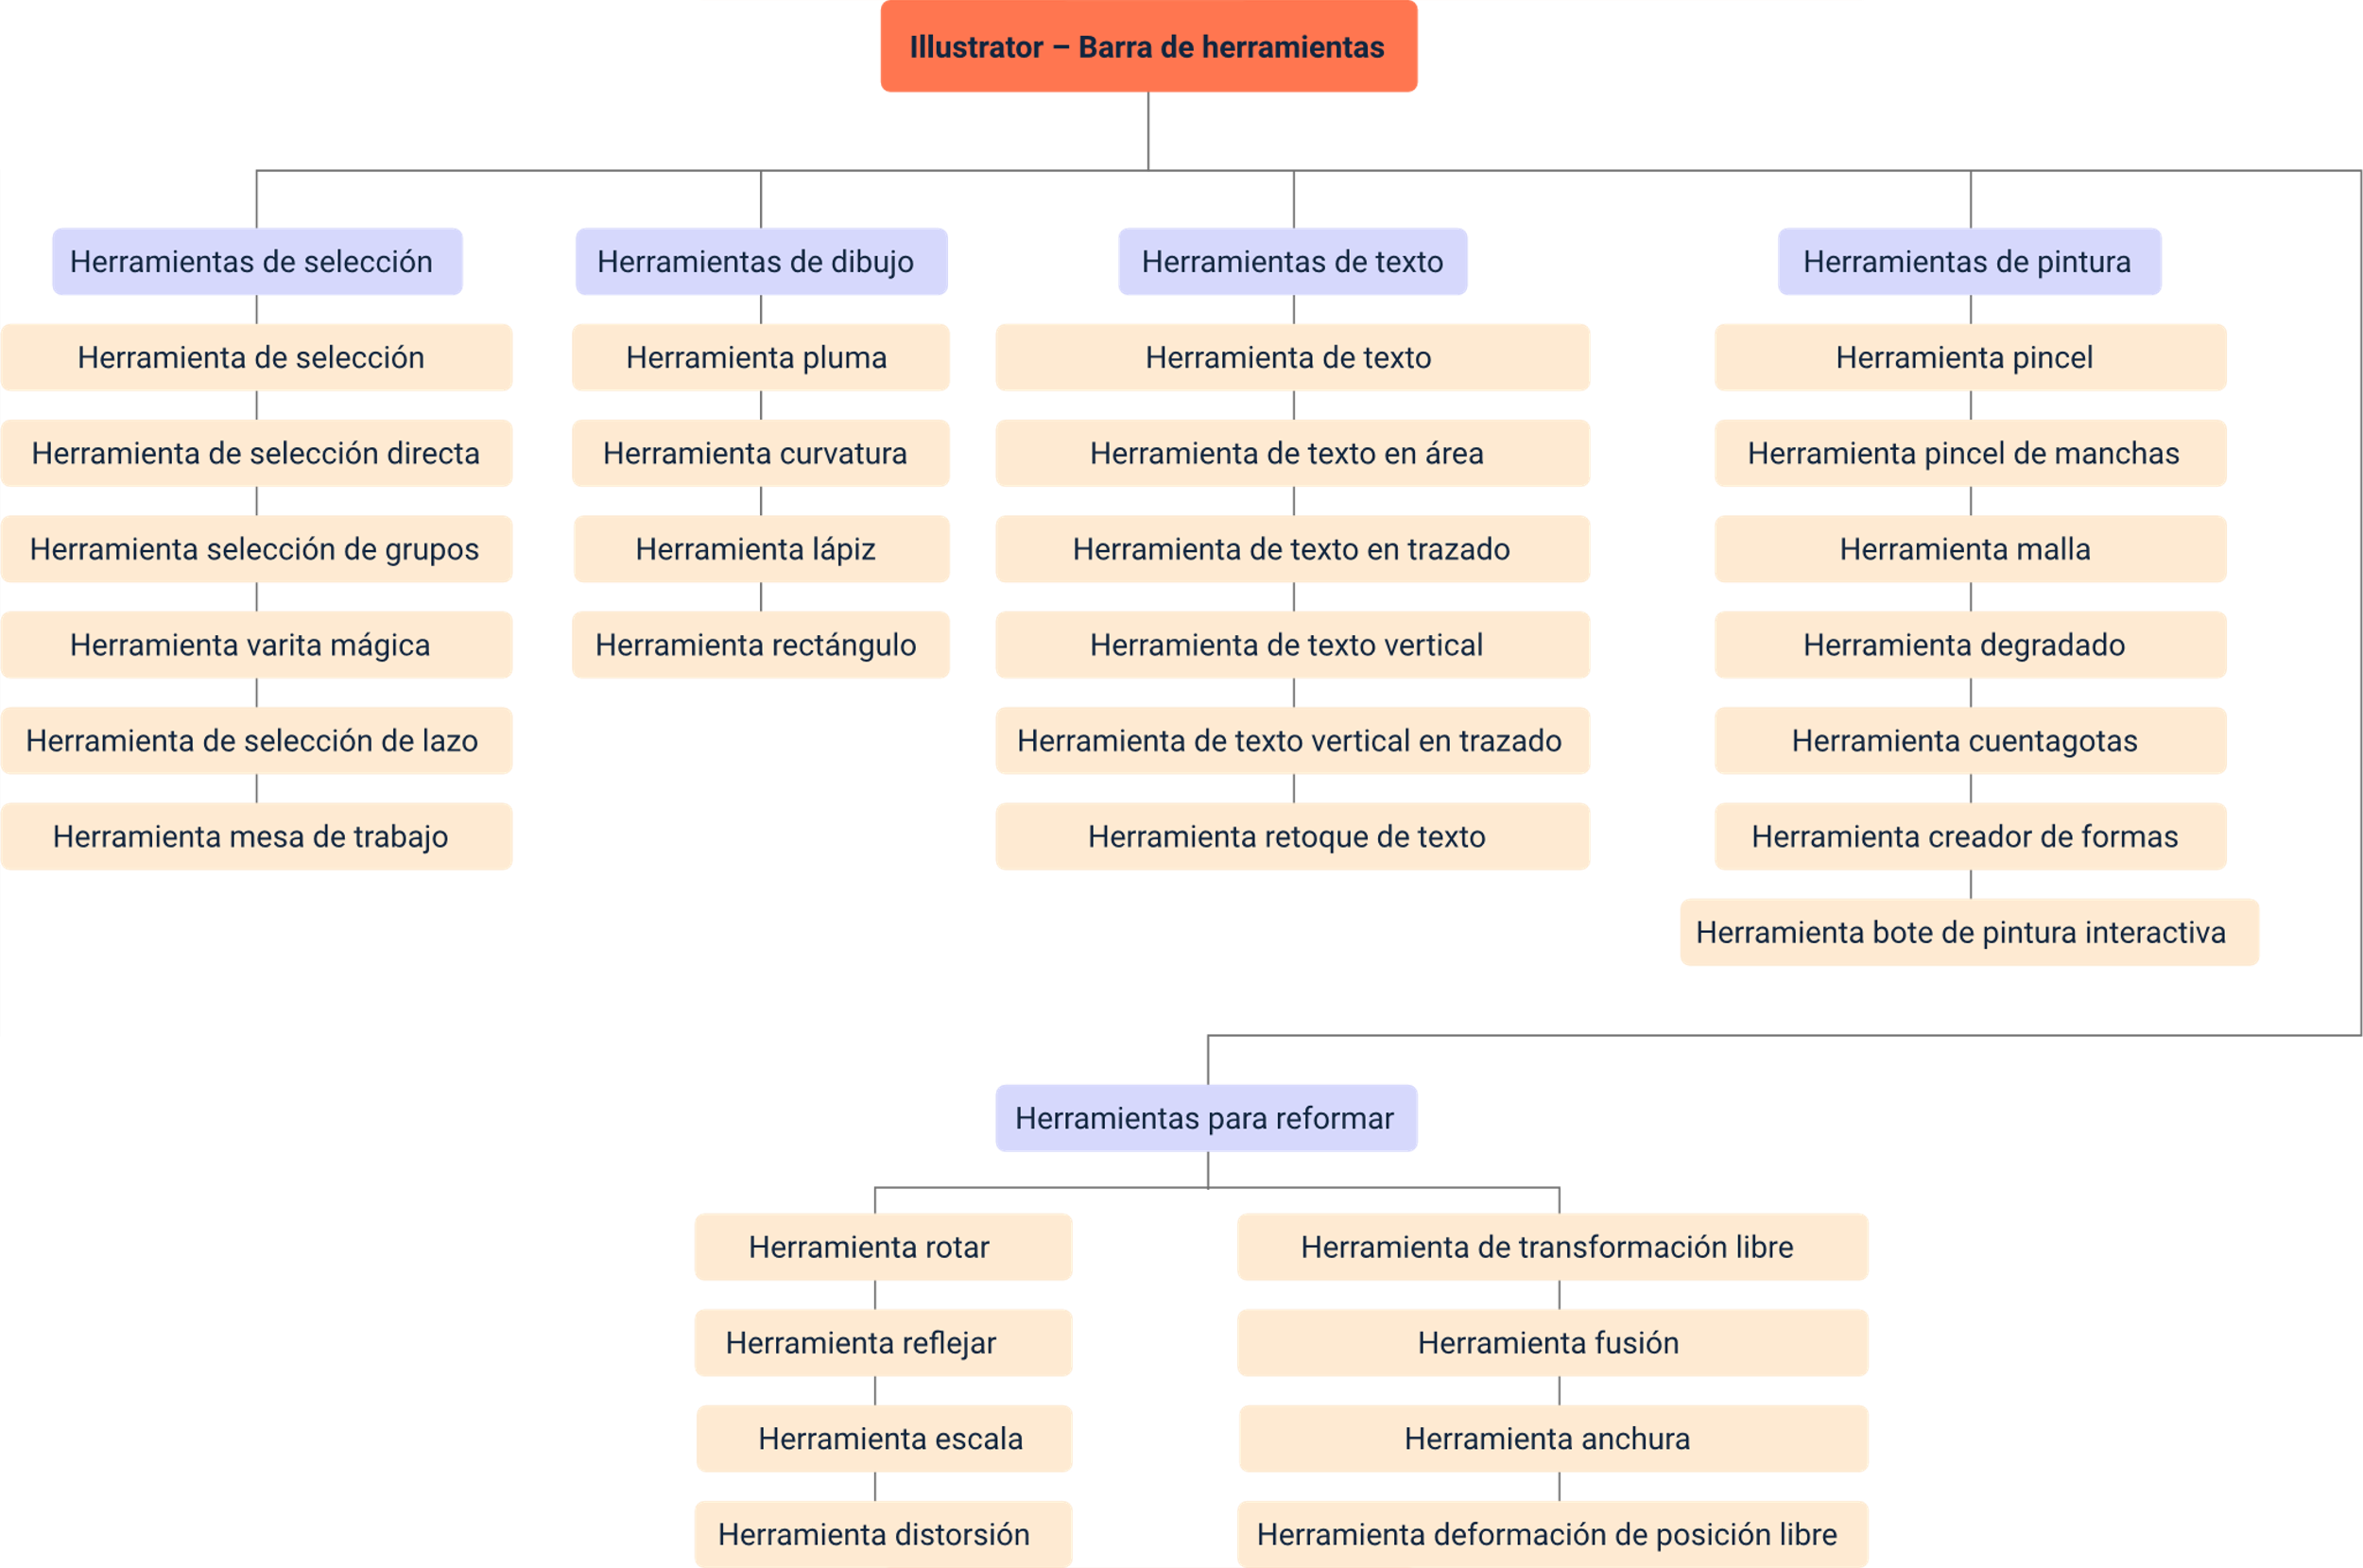 Illustrator – Barra de herramientas
Herramientas de selección
Herramienta de selección
Herramienta de selección directa
Herramienta selección de grupos
Herramienta varita mágica
Herramienta de selección de lazo
Herramienta mesa de trabajo
Herramientas de dibujo
Herramienta pluma
Herramienta curvatura
Herramienta lápiz
Herramienta rectángulo
Herramientas de texto
Herramienta de texto
Herramienta de texto en área
Herramienta de texto en trazado
Herramienta de texto vertical
Herramienta de texto vertical en trazado
Herramienta retoque de texto
Herramientas de pintura
Herramienta pincel
Herramienta pincel de manchas
Herramienta malla
Herramienta degradado
Herramienta cuentagotas
Herramienta creador de formas
Herramienta bote de pintura interactiva
Herramientas para reformar
Herramienta rotar
Herramienta reflejar
Herramienta escala
Herramienta distorsión
Herramienta de transformación libre
Herramienta fusión
Herramienta anchura
Herramienta deformación de posición libre